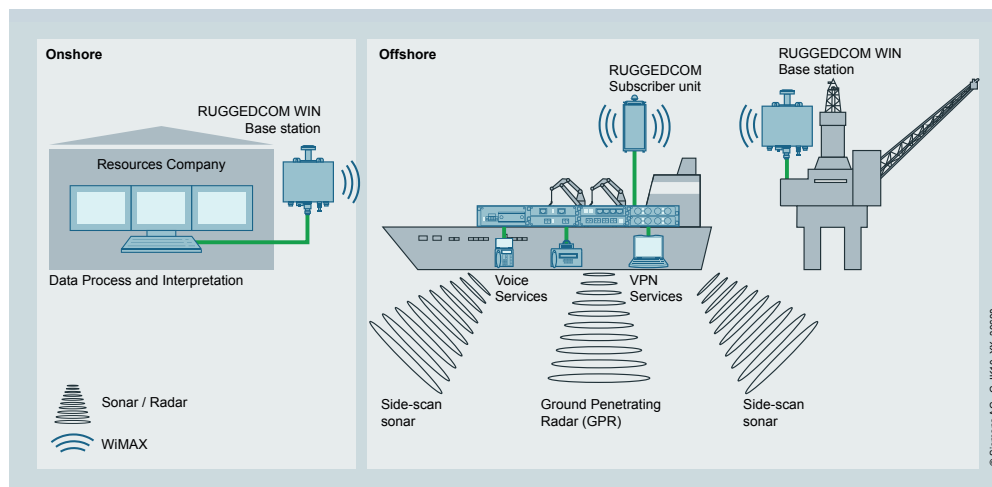 Onshore
RUGGEDCOM WIN
Base station
Resources Company
Data Process and Interpretation
Sonar / Radar
WiMAX
Offshore
RUGGEDCOM
Subscriber unit
RUGGEDCOM WIN
Base station
Voice
Services
VPN
Services
Side-scan
sonar
Ground Penetrating
Radar (GPR)
Side-scan
sonar